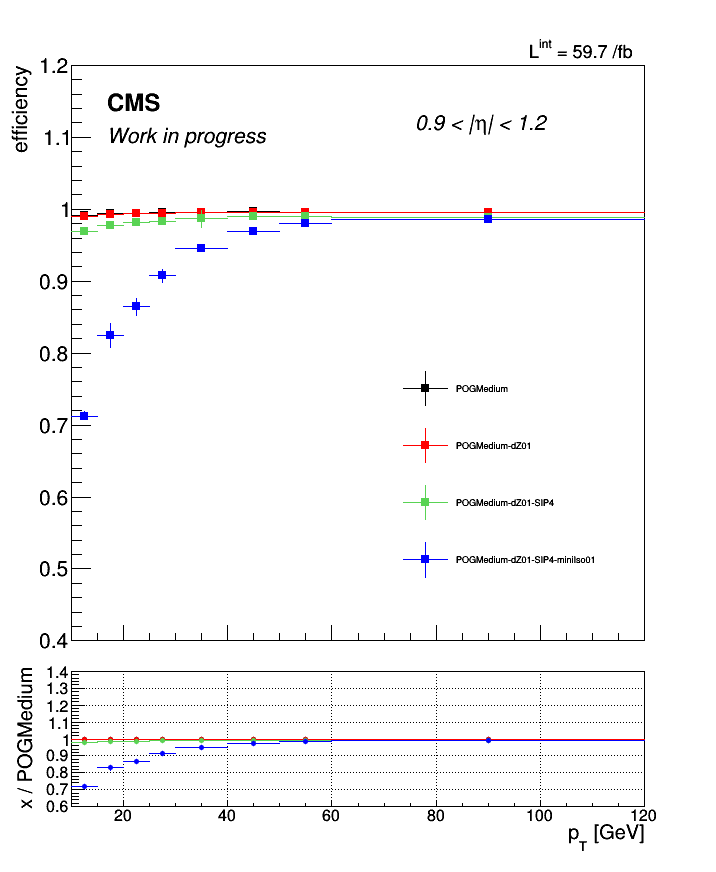 L^int = 59.7 /fb
efficiency
1.2
CMS
Work in progress
0.9 < |η| < 1.2
1.1
1
0.9
0.8
0.7
0.6
0.5
0.4
POGMedium
POGMedium-dZ01
POGMedium-dZ01-SIP4
POGMedium-dZ01-SIP4-miniIso01
x / POGMedium
1.4
1.3
1.2
1.1
1
0.9
0.8
0.7
0.6
20 40 60 80 100 120
p_T [GeV]